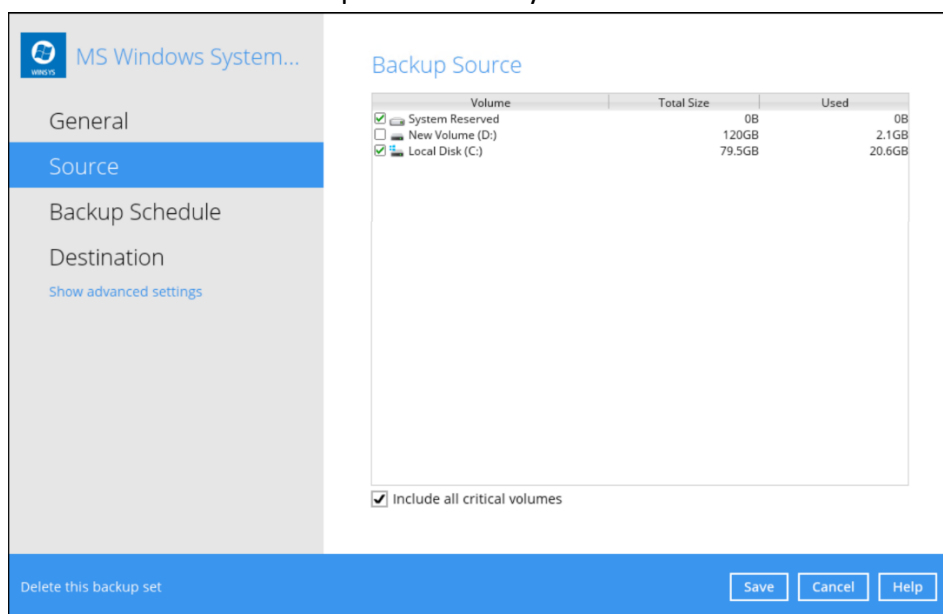 WINSYS
MS Windows System...
General
Source
Backup Schedule
Destination
Show advanced settings
Backup Source
Volume Total Size Used
System Reserved 0B 0B
New Volume (D:) 120GB 2.1GB
Local Disk (C:) 79.5GB 20.6GB
Include all critical volumes
Delete this backup set
Save Cancel Help